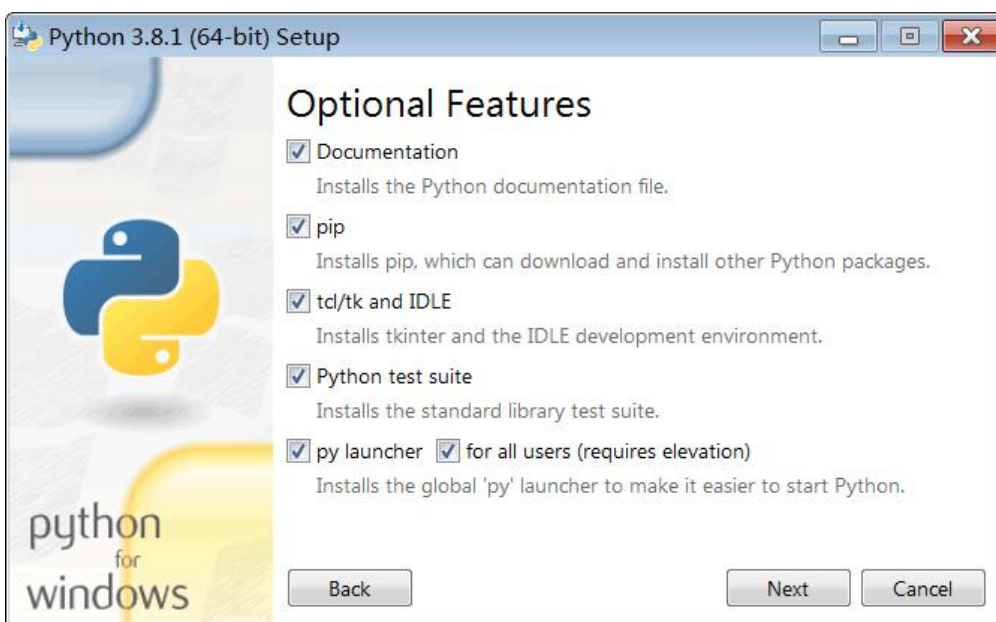 Python 3.8.1 (64-bit) Setup
Optional Features
Documentation
Installs the Python documentation file.
pip
Installs pip, which can download and install other Python packages.
tcl/tk and IDLE
Installs tkinter and the IDLE development environment.
Python test suite
Installs the standard library test suite.
py launcher for all users (requires elevation)
Installs the global 'py' launcher to make it easier to start Python.
python
for
windows
Back Next Cancel